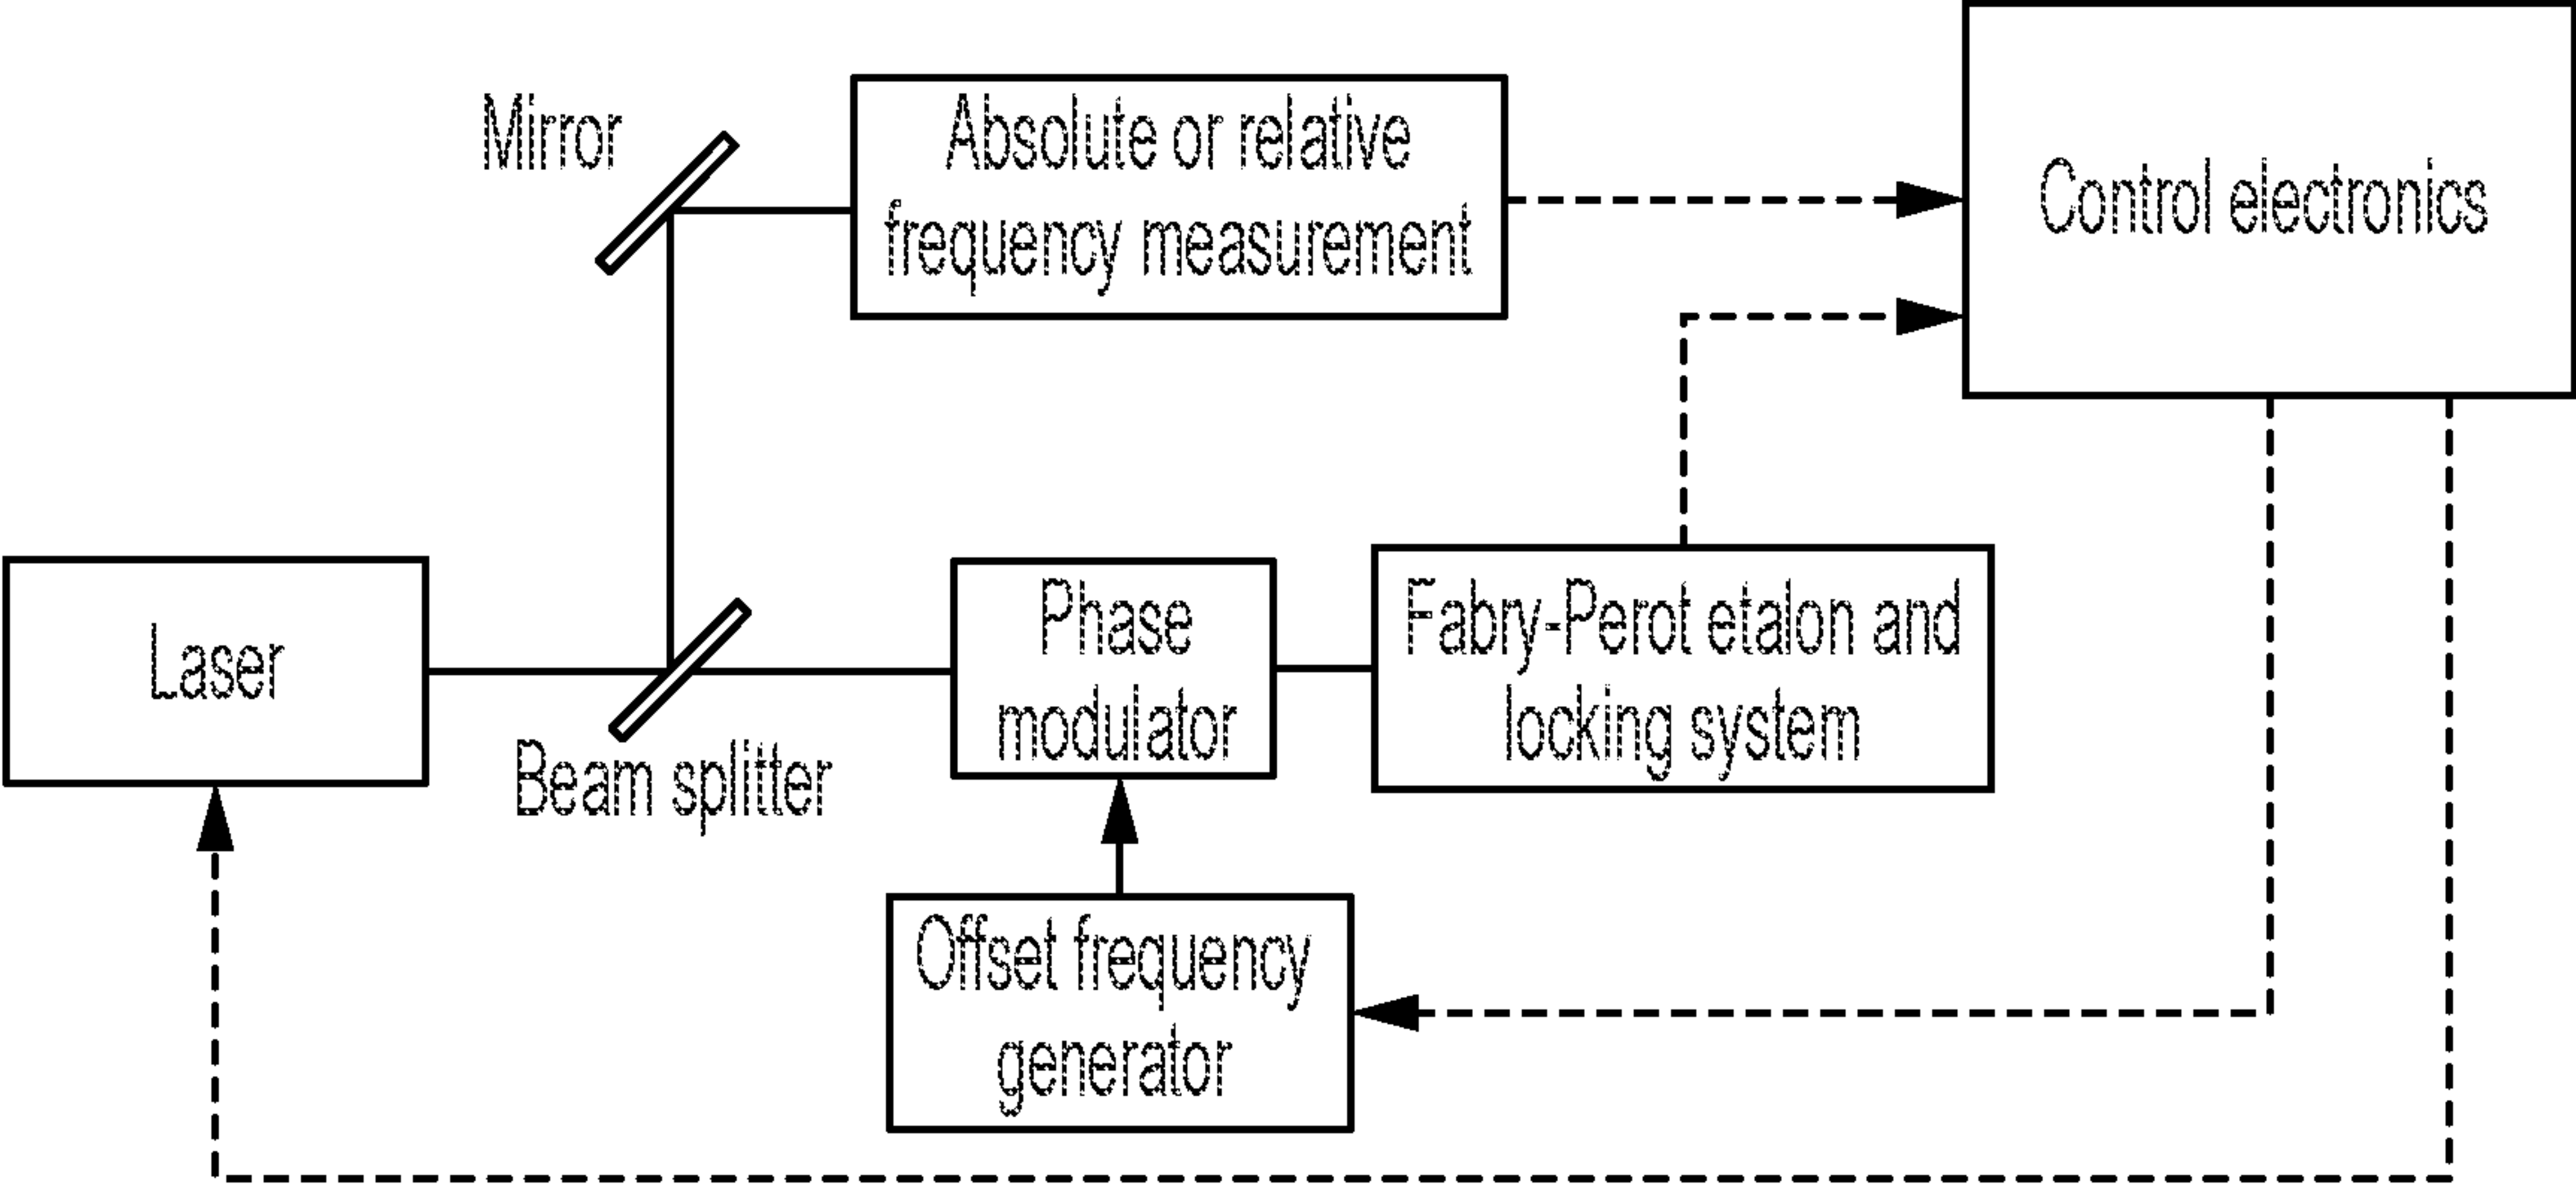 Mirror
Absolute or relative
frequency measurement
Control electronics
Laser
Beam splitter
Phase
modulator
Fabry-Perot etalon and
locking system
Offset frequency
generator